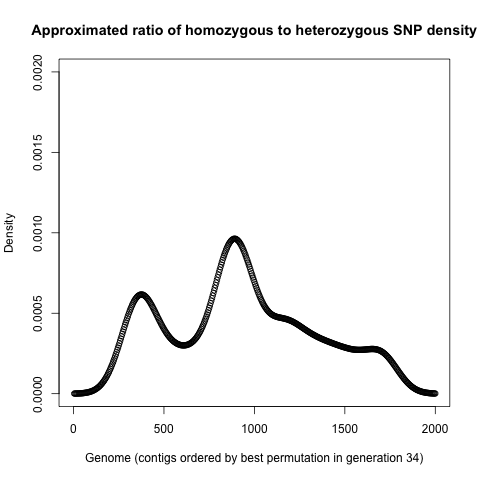 Approximated ratio of homozygous to heterozygous SNP density
0.0020
0.0015
0.0010
0.0005
0.0000
Density
0 500 1000 1500 2000
Genome (contigs ordered by best permutation in generation 34)